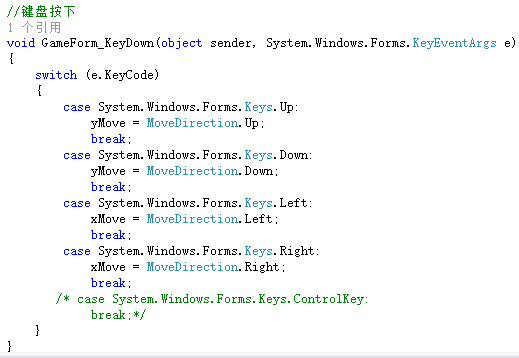 //键盘按下
1 个引用
void GameForm_KeyDown(object sender, System.Windows.Forms.KeyEventArgs e)
{
    switch (e.KeyCode)
    {
        case System.Windows.Forms.Keys.Up:
            yMove = MoveDirection.Up;
            break;
        case System.Windows.Forms.Keys.Down:
            yMove = MoveDirection.Down;
            break;
        case System.Windows.Forms.Keys.Left:
            xMove = MoveDirection.Left;
            break;
        case System.Windows.Forms.Keys.Right:
            xMove = MoveDirection.Right;
            break;
       /* case System.Windows.Forms.Keys.ControlKey:
            break;*/
    }
}